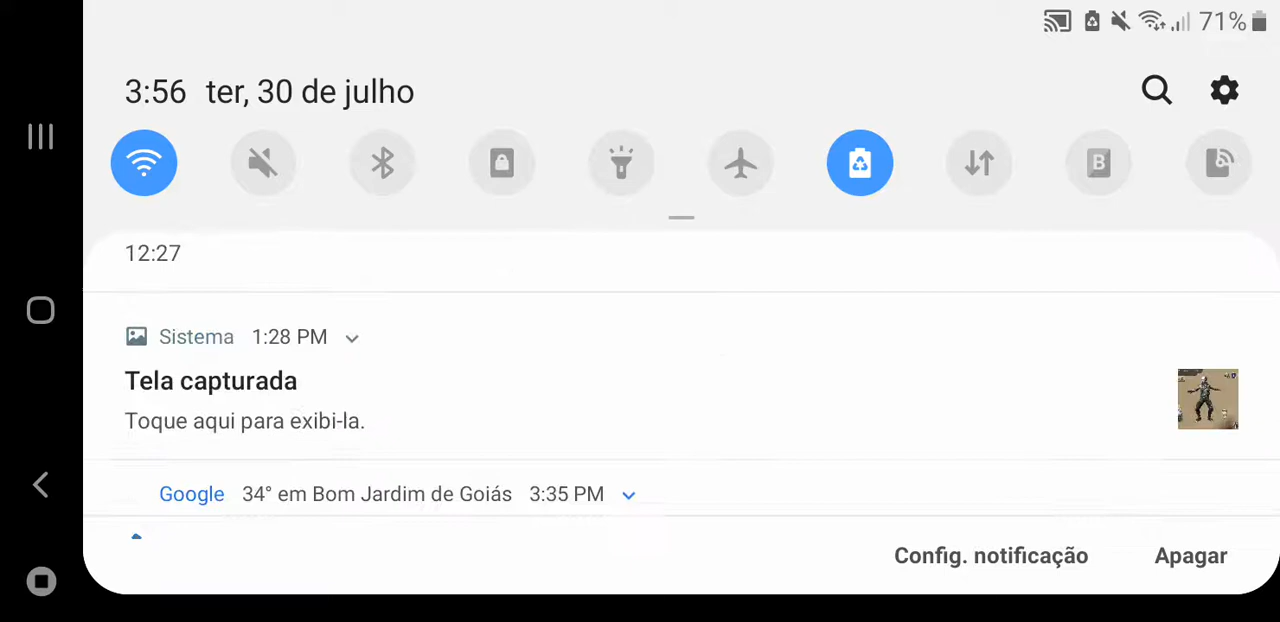 71%
3:56 ter, 30 de julho
B
12:27
Sistema 1:28 PM
Tela capturada
Toque aqui para exibi-la.
Google 34° em Bom Jardim de Goiás 3:35 PM
Config. notificação Apagar